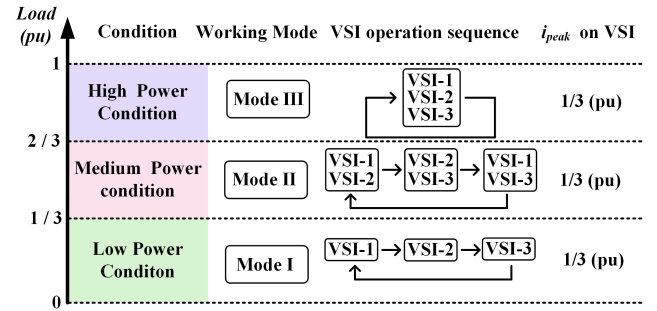 Load
(pu)
Condition
Working Mode
VSI operation sequence
ipeak on VSI
1
High Power
Condition
Mode III
VSI-1
VSI-2
VSI-3
1/3 (pu)
2 / 3
Medium Power
condition
Mode II
VSI-1
VSI-2
VSI-2
VSI-3
VSI-1
VSI-3
1/3 (pu)
1 / 3
Low Power
Conditon
Mode I
VSI-1
VSI-2
VSI-3
1/3 (pu)
0